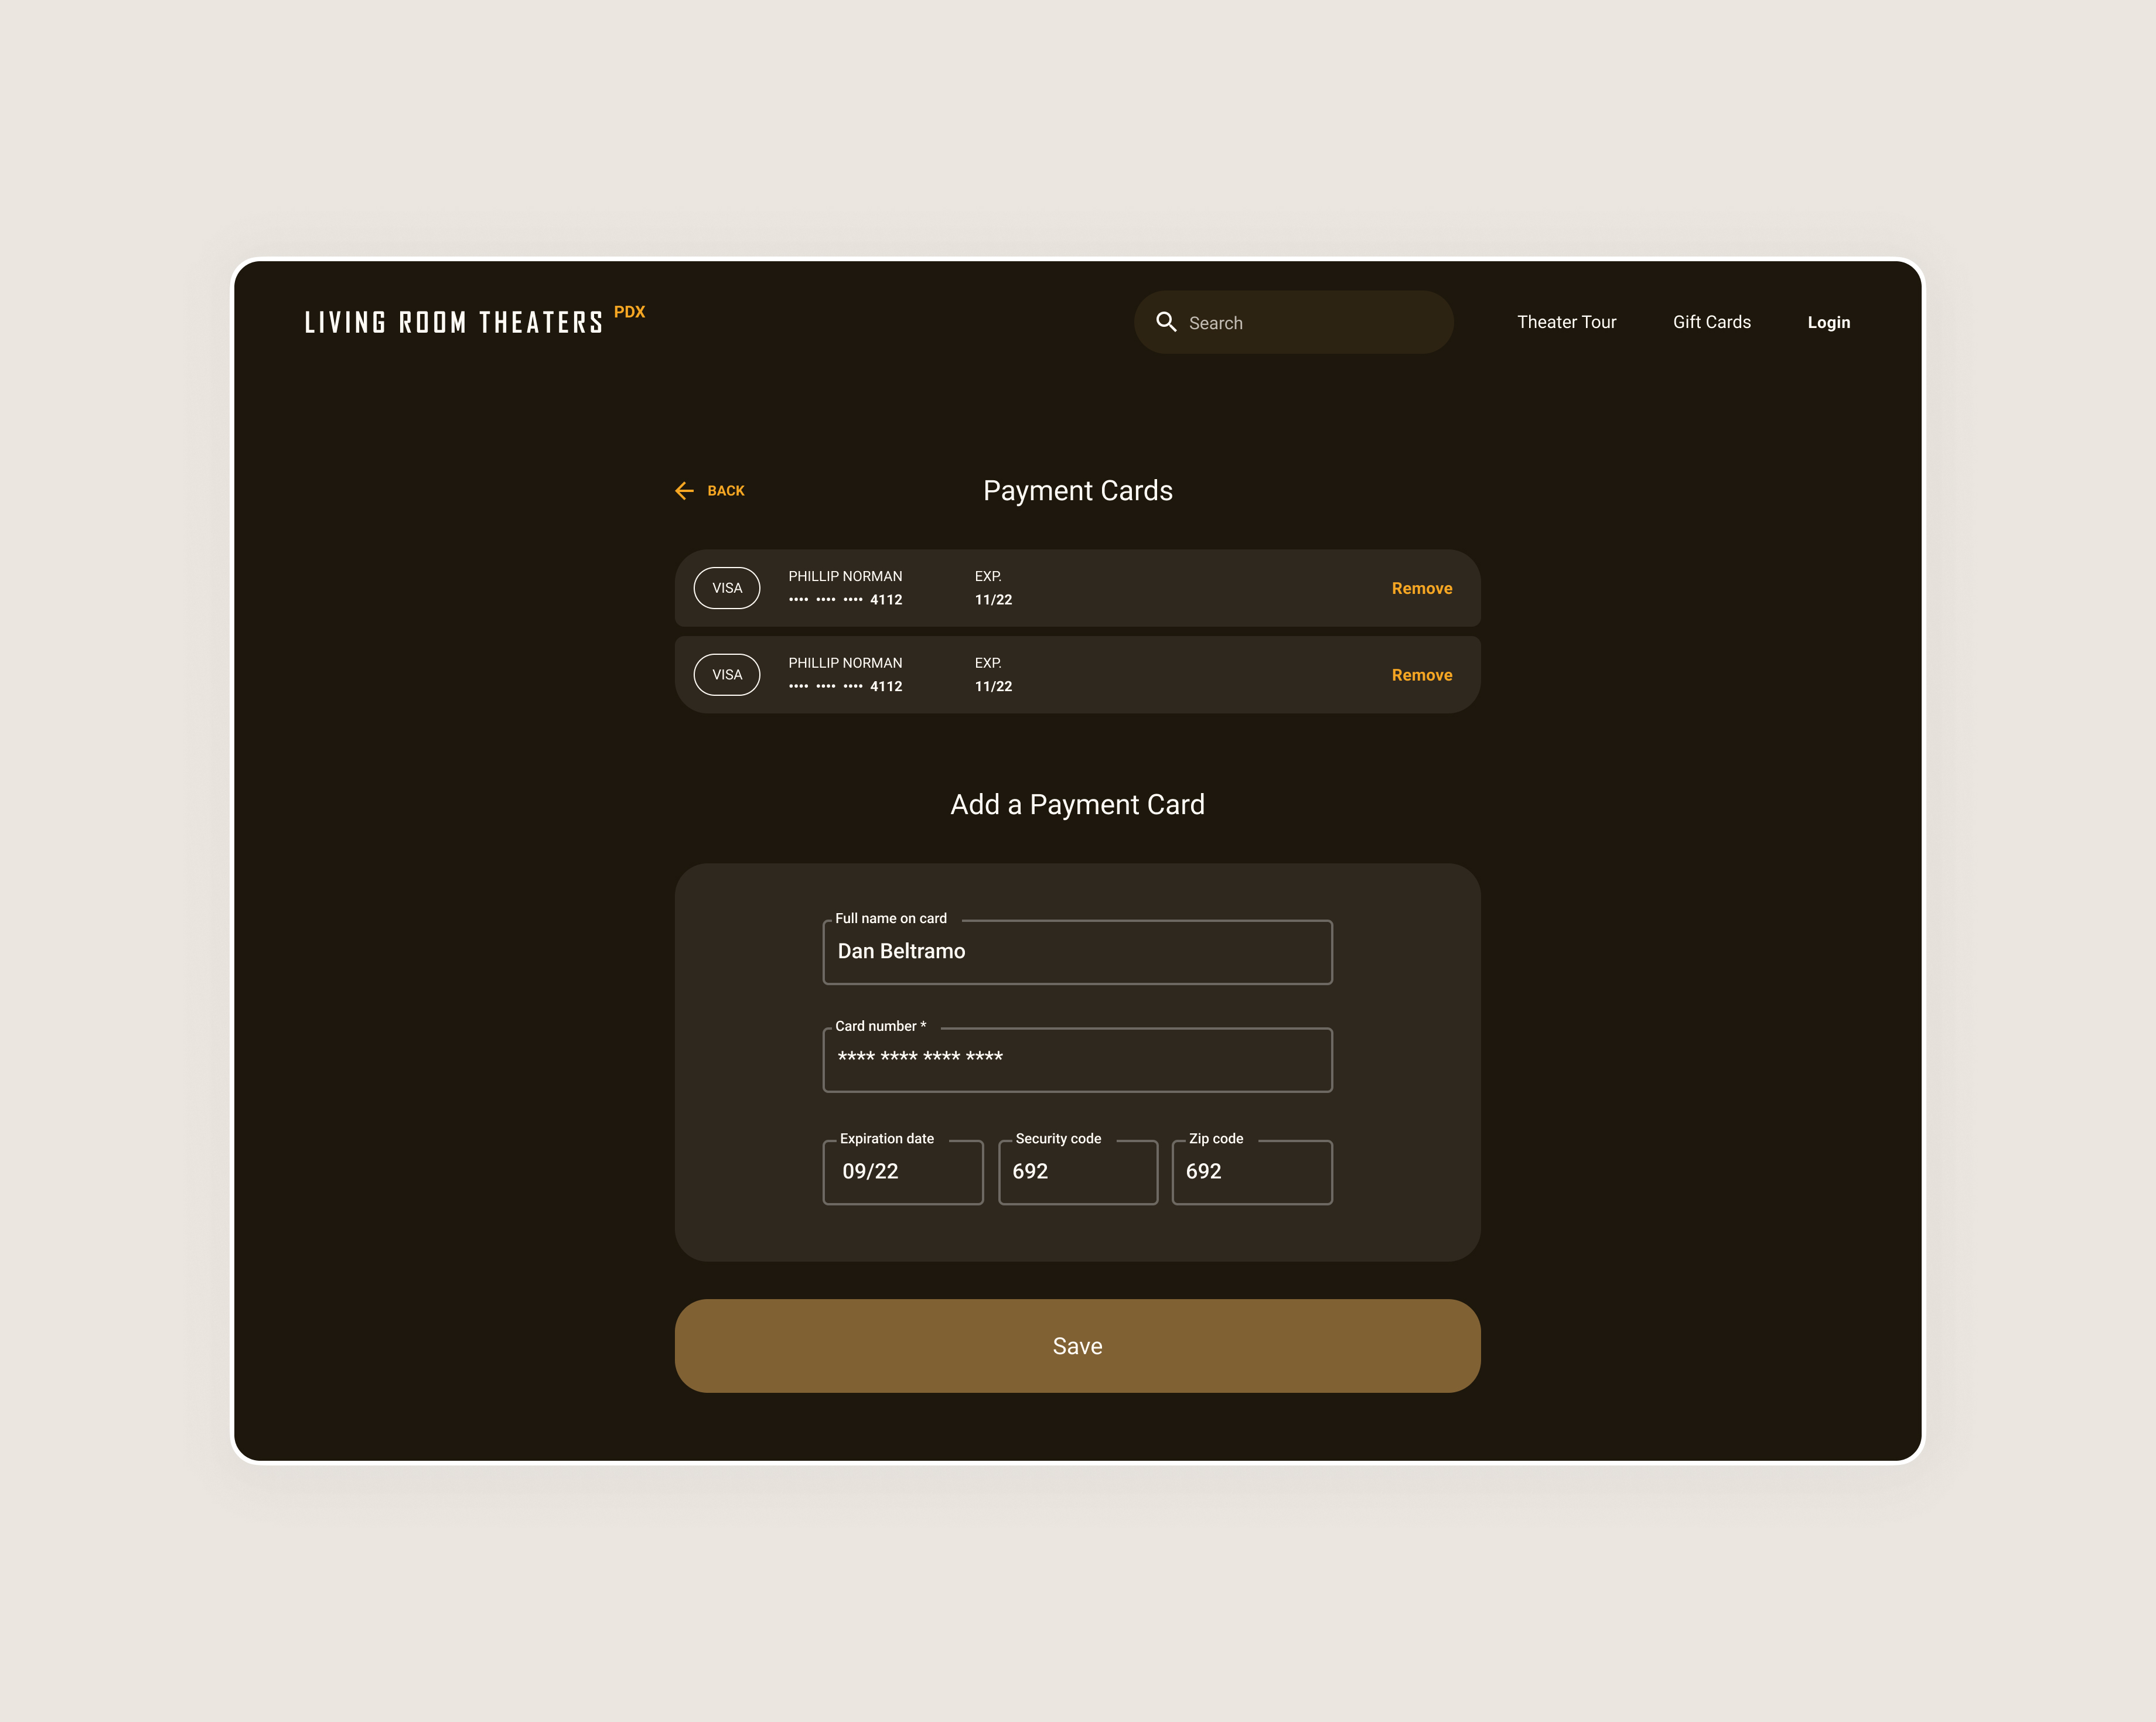 LIVING ROOM THEATERS PDX
Search
Theater Tour
Gift Cards
Login
BACK
Payment Cards
VISA
PHILLIP NORMAN
•••• •••• •••• 4112
EXP.
11/22
Remove
VISA
PHILLIP NORMAN
•••• •••• •••• 4112
EXP.
11/22
Remove
Add a Payment Card
Full name on card
Dan Beltramo
Card number *
**** **** **** ****
Expiration date
09/22
Security code
692
Zip code
692
Save